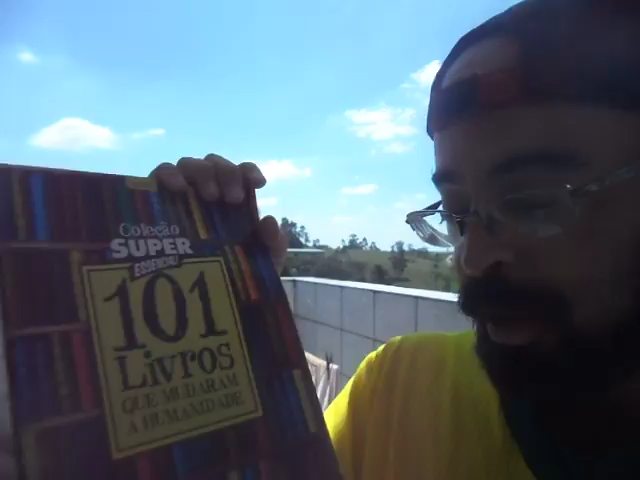 Coleção
SUPER
ESSENCIAL
101
Livros
QUE MUDARAM
A HUMANIDADE